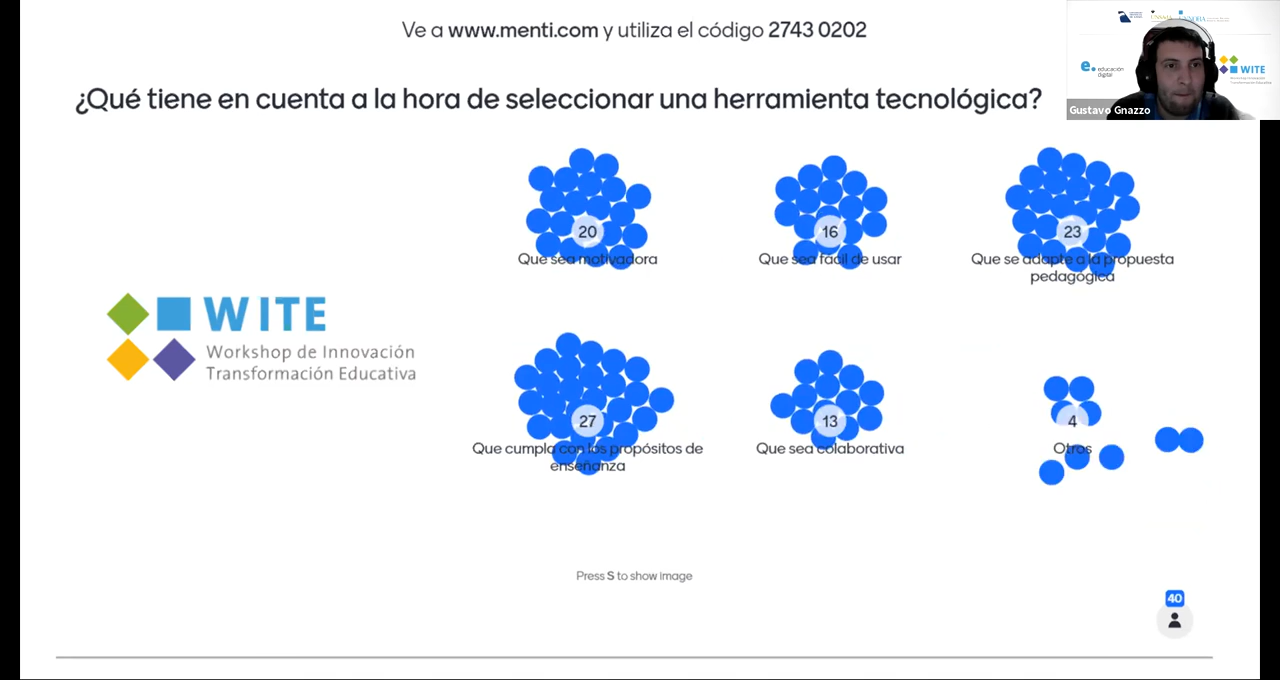 Ve a www.menti.com y utiliza el código 2743 0202
¿Qué tiene en cuenta a la hora de seleccionar una herramienta tecnológica?
e. educación
digital
WITE
Gustavo Gnazzo
20
Que sea motivadora
16
Que sea fácil de usar
23
Que se adapte a la propuesta
pedagógica
WITE
Workshop de Innovación
Transformación Educativa
27
Que cumpla con los propósitos de
enseñanza
13
Que sea colaborativa
4
Otros
Press S to show image
40